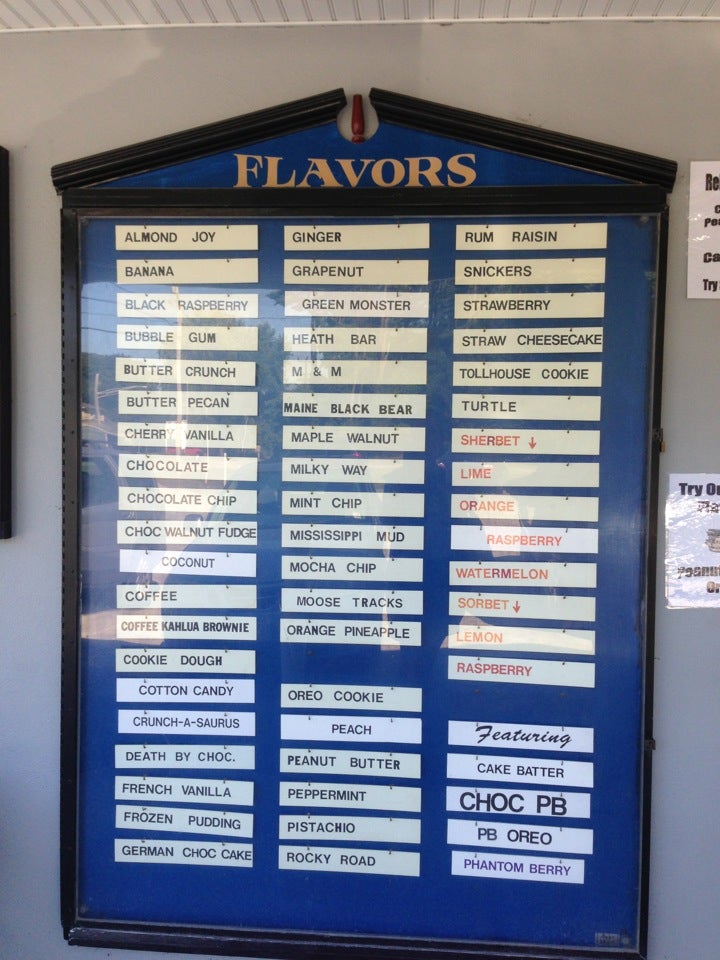 FLAVORS
ALMOND JOY
BANANA
BLACK RASPBERRY
BUBBLE GUM
BUTTER CRUNCH
BUTTER PECAN
CHERRY VANILLA
CHOCOLATE
CHOCOLATE CHIP
CHOC WALNUT FUDGE
COCONUT
COFFEE
COFFEE KAHLUA BROWNIE
COOKIE DOUGH
COTTON CANDY
CRUNCH-A-SAURUS
DEATH BY CHOC.
FRENCH VANILLA
FROZEN PUDDING
GERMAN CHOC CAKE
GINGER
GRAPENUT
GREEN MONSTER
HEATH BAR
M & M
MAINE BLACK BEAR
MAPLE WALNUT
MILKY WAY
MINT CHIP
MISSISSIPPI MUD
MOCHA CHIP
MOOSE TRACKS
ORANGE PINEAPPLE
OREO COOKIE
PEACH
PEANUT BUTTER
PEPPERMINT
PISTACHIO
ROCKY ROAD
RUM RAISIN
SNICKERS
STRAWBERRY
STRAW CHEESECAKE
TOLLHOUSE COOKIE
TURTLE
SHERBET ↓
LIME
ORANGE
RASPBERRY
WATERMELON
SORBET ↓
LEMON
RASPBERRY
Featuring
CAKE BATTER
CHOC PB
PB OREO
PHANTOM BERRY
Try
Try